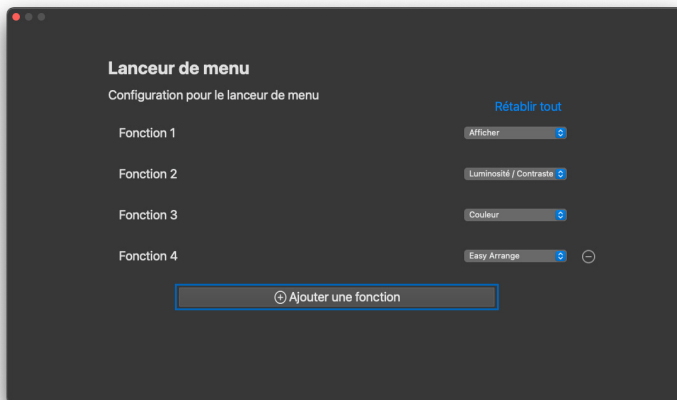 Lanceur de menu
Configuration pour le lanceur de menu
Rétablir tout
Fonction 1 Afficher
Fonction 2 Luminosité / Contraste
Fonction 3 Couleur
Fonction 4 Easy Arrange
Ajouter une fonction